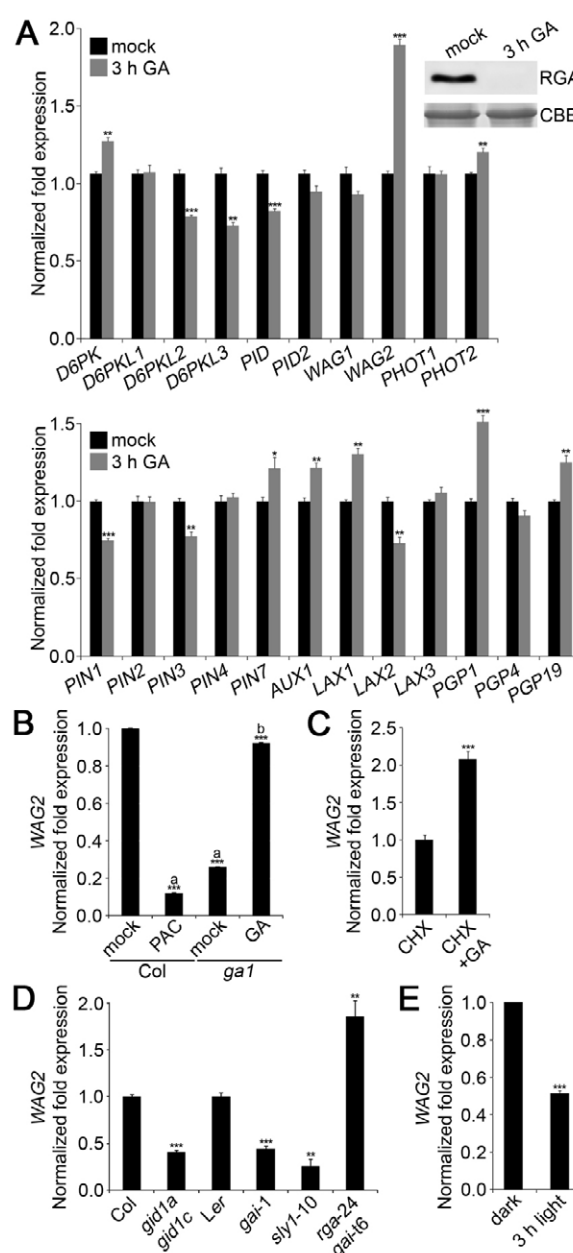 A
mock
3 h GA
mock
3 h GA
RGA
CBB
Normalized fold expression
2.0
1.5
1.0
0.5
0.0
** *** ** *** *** **
D6PK D6PKL1 D6PKL2 D6PKL3 PID PID2 WAG1 WAG2 PHOT1 PHOT2
mock
3 h GA
Normalized fold expression
1.5
1.0
0.5
0.0
*** ** * ** ** ** *** **
PIN1 PIN2 PIN3 PIN4 PIN7 AUX1 LAX1 LAX2 LAX3 PGP1 PGP4 PGP19
B
WAG2
Normalized fold expression
1.0
0.8
0.6
0.4
0.2
0.0
a a b
*** *** ***
mock PAC mock GA
Col ga1
C
WAG2
Normalized fold expression
2.5
2.0
1.5
1.0
0.5
0.0
***
CHX CHX +GA
D
WAG2
Normalized fold expression
2.0
1.5
1.0
0.5
0.0
*** *** ** **
Col gid1a gid1c Ler gai-1 sly1-10 rga-24 gai-t6
E
WAG2
Normalized fold expression
1.0
0.8
0.6
0.4
0.2
0.0
***
dark 3 h light